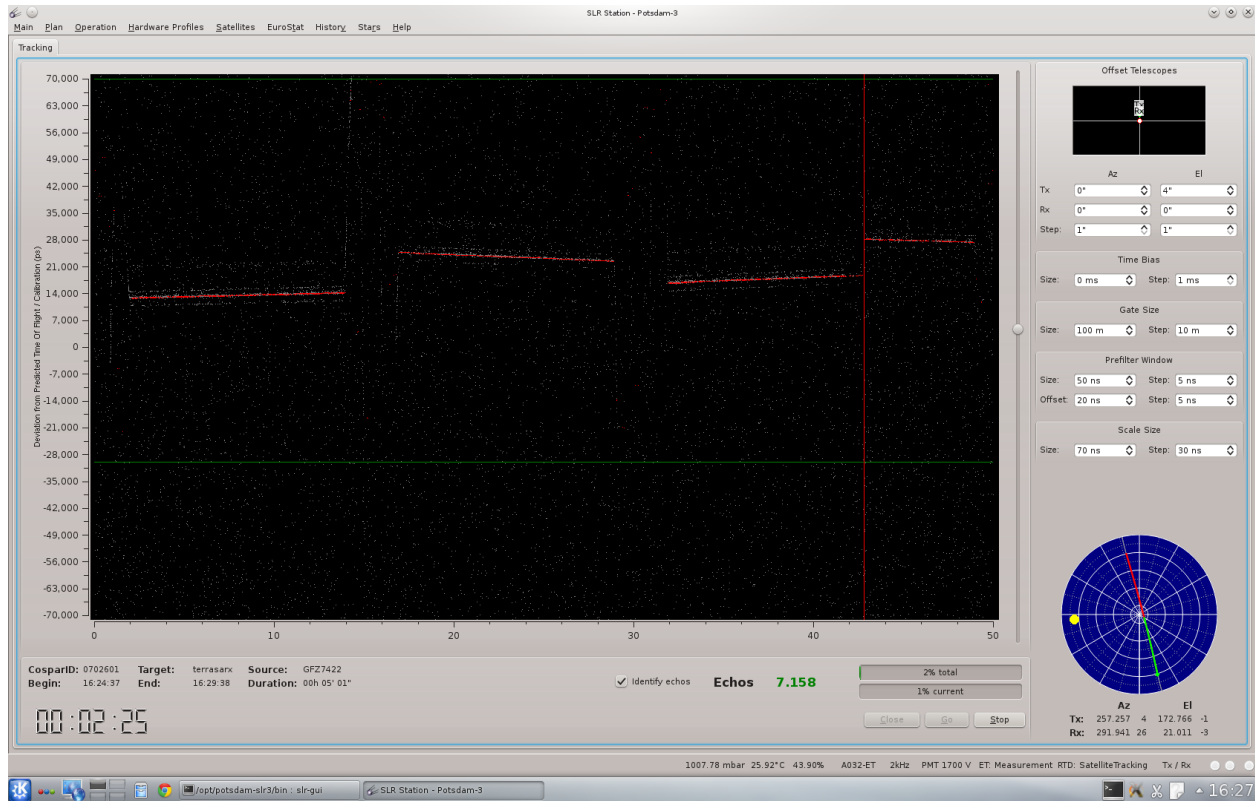 SLR Station - Potsdam-3
Main Plan Operation Hardware Profiles Satellites EuroStat History Stars Help
Tracking
Deviation from Predicted Time Of Flight / Calibration (ps)
70,000
63,000
56,000
49,000
42,000
35,000
28,000
21,000
14,000
7,000
0
-7,000
-14,000
-21,000
-28,000
-35,000
-42,000
-49,000
-56,000
-63,000
-70,000
0 10 20 30 40 50
Offset Telescopes
Tx
Rx
Az El
Tx 0" 4"
Rx 0" 0"
Step: 1" 1"
Time Bias
Size: 0 ms Step: 1 ms
Gate Size
Size: 100 m Step: 10 m
Prefilter Window
Size: 50 ns Step: 5 ns
Offset: 20 ns Step: 5 ns
Scale Size
Size: 70 ns Step: 30 ns
Az El
Tx: 257.257 4 172.766 -1
Rx: 291.941 26 21.011 -3
CosparID: 0702601 Target: terrasarx Source: GFZ7422
Begin: 16:24:37 End: 16:29:38 Duration: 00h 05' 01"
00:02:25
Identify echos Echos 7.158
2% total
1% current
Close Go Stop
1007.78 mbar 25.92°C 43.90% A032-ET 2kHz PMT 1700 V ET: Measurement RTD: SatelliteTracking Tx / Rx
/opt/potsdam-slr3/bin : slr-gui
SLR Station - Potsdam-3
16:27